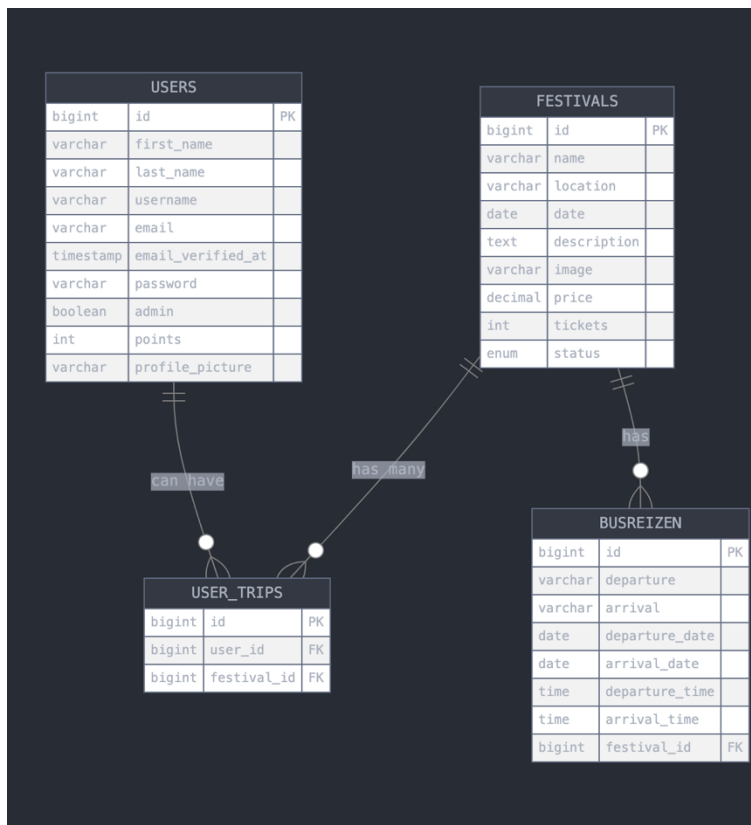 USERS
bigint id PK
varchar first_name
varchar last_name
varchar username
varchar email
timestamp email_verified_at
varchar password
boolean admin
int points
varchar profile_picture
FESTIVALS
bigint id PK
varchar name
varchar location
date date
text description
varchar image
decimal price
int tickets
enum status
can have
has many
has
USER_TRIPS
bigint id PK
bigint user_id FK
bigint festival_id FK
BUSREIZEN
bigint id PK
varchar departure
varchar arrival
date departure_date
date arrival_date
time departure_time
time arrival_time
bigint festival_id FK